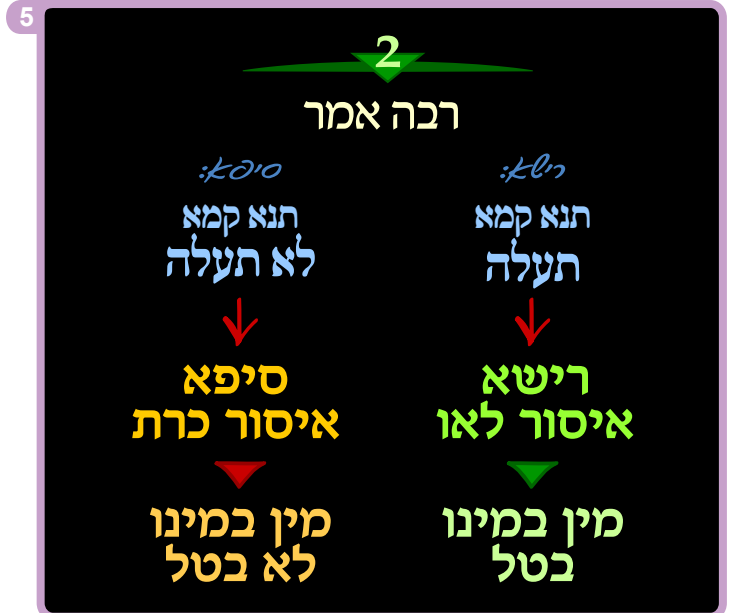 5
2
רבה אמר
רישא:
תנא קמא
תעלה
רישא
איסור לאו
מין במינו
בטל
סיפא:
תנא קמא
לא תעלה
סיפא
איסור כרת
מין במינו
לא בטל